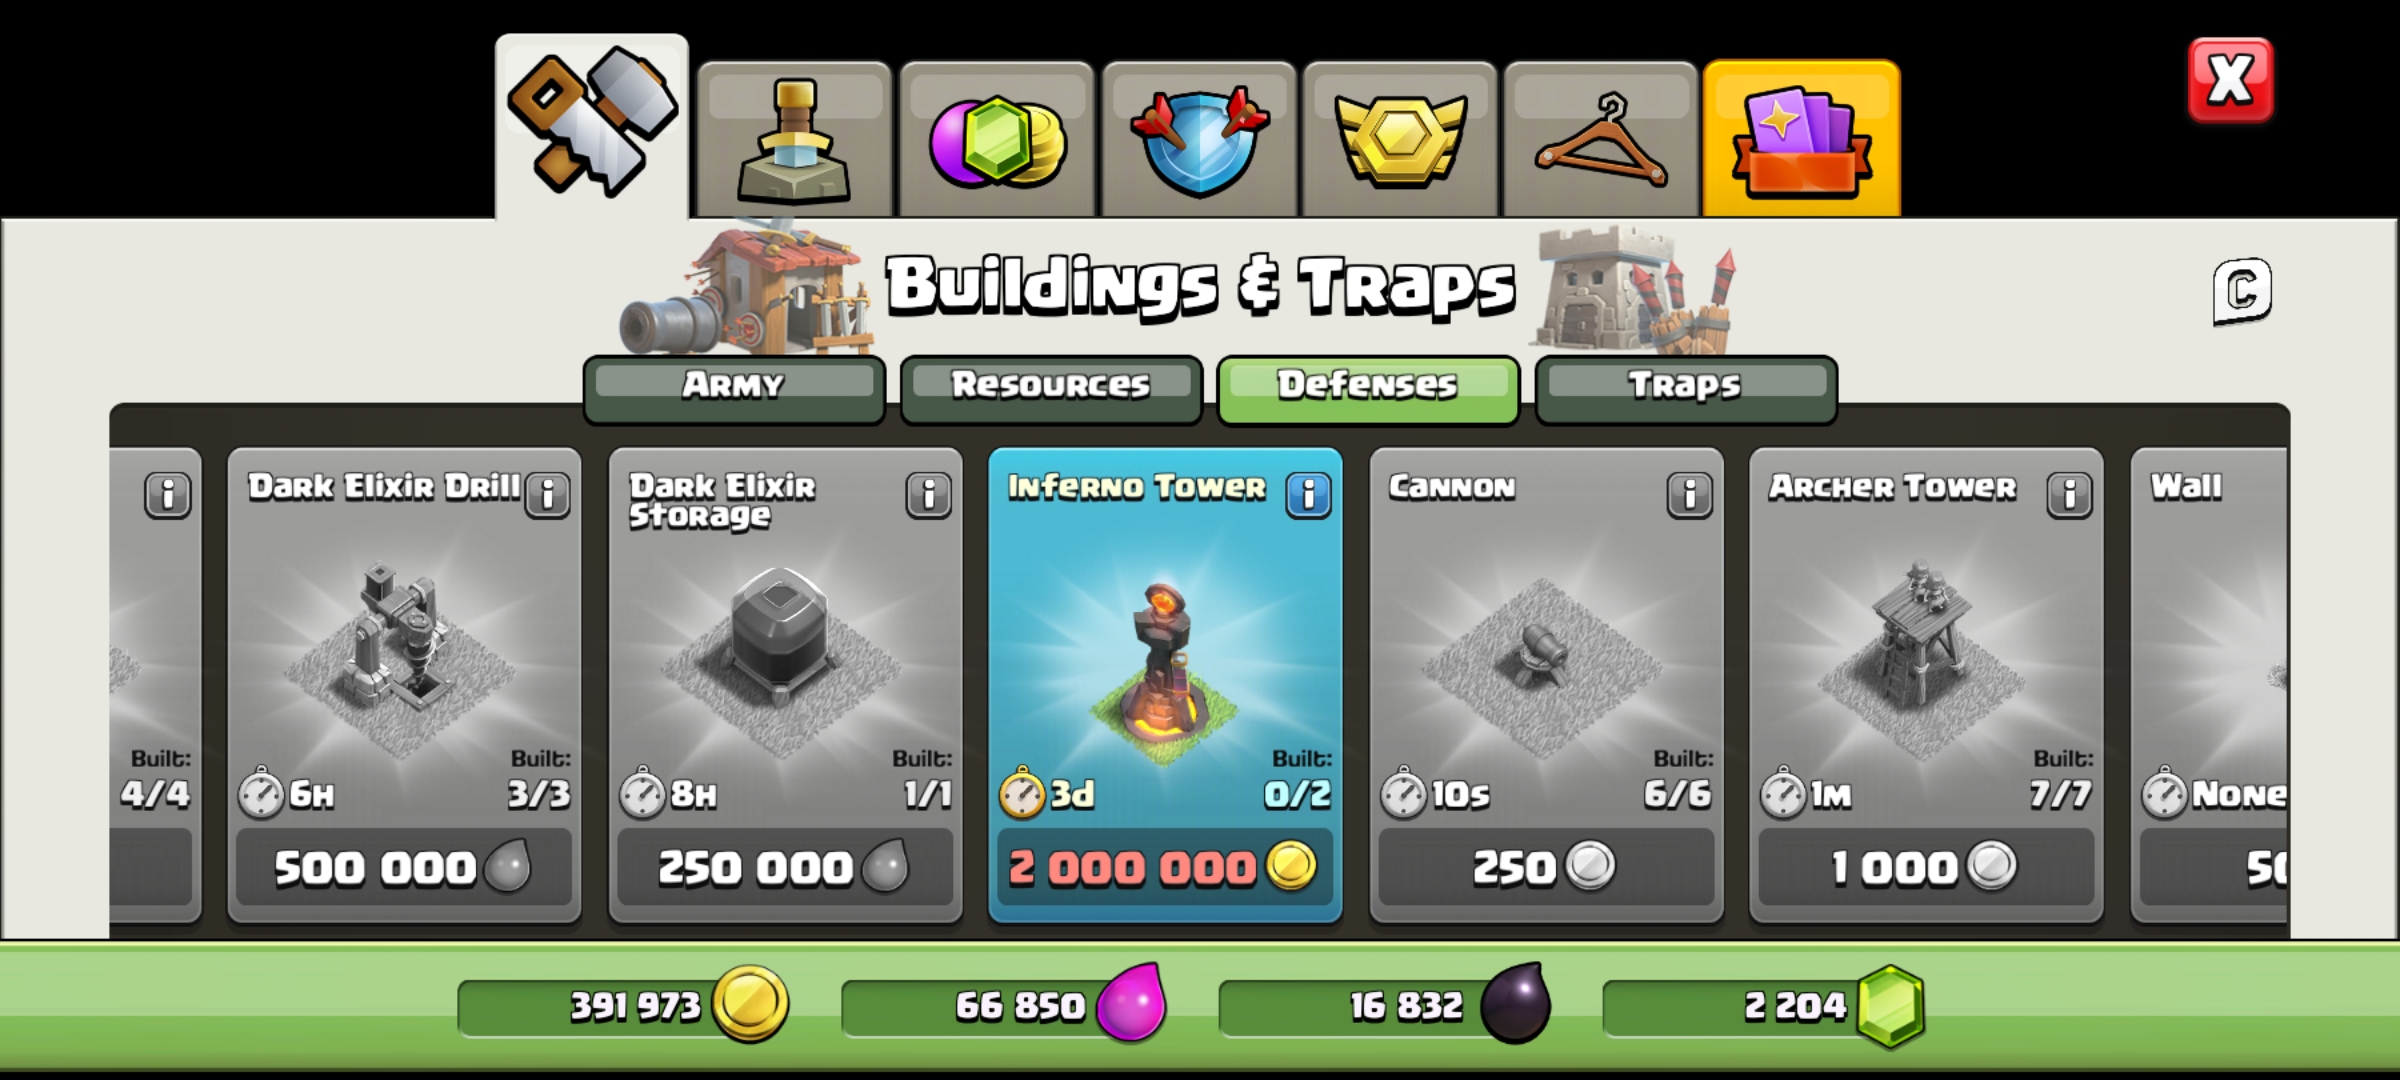 X
Buildings & Traps
C
Army
Resources
Defenses
Traps
i
Built:
4/4
Dark Elixir Drill
i
Built:
6H
3/3
500 000
Dark Elixir
Storage
i
Built:
8H
1/1
250 000
Inferno Tower
i
Built:
3d
0/2
2 000 000
Cannon
i
Built:
10s
6/6
250
Archer Tower
i
Built:
1M
7/7
1 000
Wall
None
50
391 973
66 850
16 832
2 204